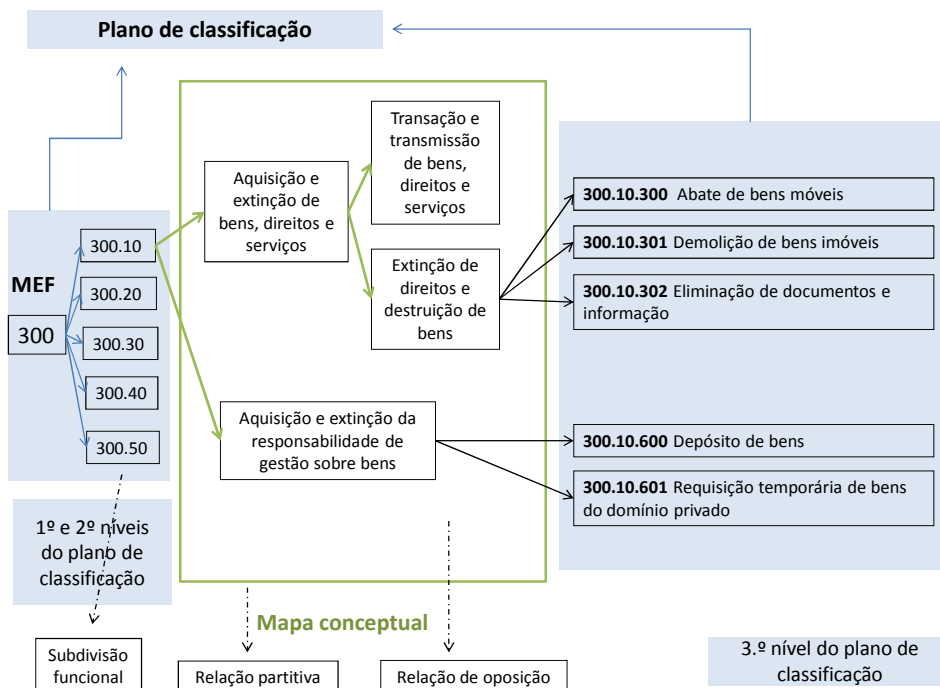 Plano de classificação
Transação e
transmissão
de bens,
direitos e
serviços
Aquisição e
extinção de
bens, direitos e
serviços
Extinção de
direitos e
destruição de
bens
300.10.300 Abate de bens móveis
300.10.301 Demolição de bens imóveis
300.10.302 Eliminação de documentos e
informação
MEF
300
300.10
300.20
300.30
300.40
300.50
Aquisição e extinção da
responsabilidade de
gestão sobre bens
300.10.600 Depósito de bens
300.10.601 Requisição temporária de bens
do domínio privado
1º e 2º níveis
do plano de
classificação
Mapa conceptual
Subdivisão
funcional
Relação partitiva
Relação de oposição
3.º nível do plano de
classificação